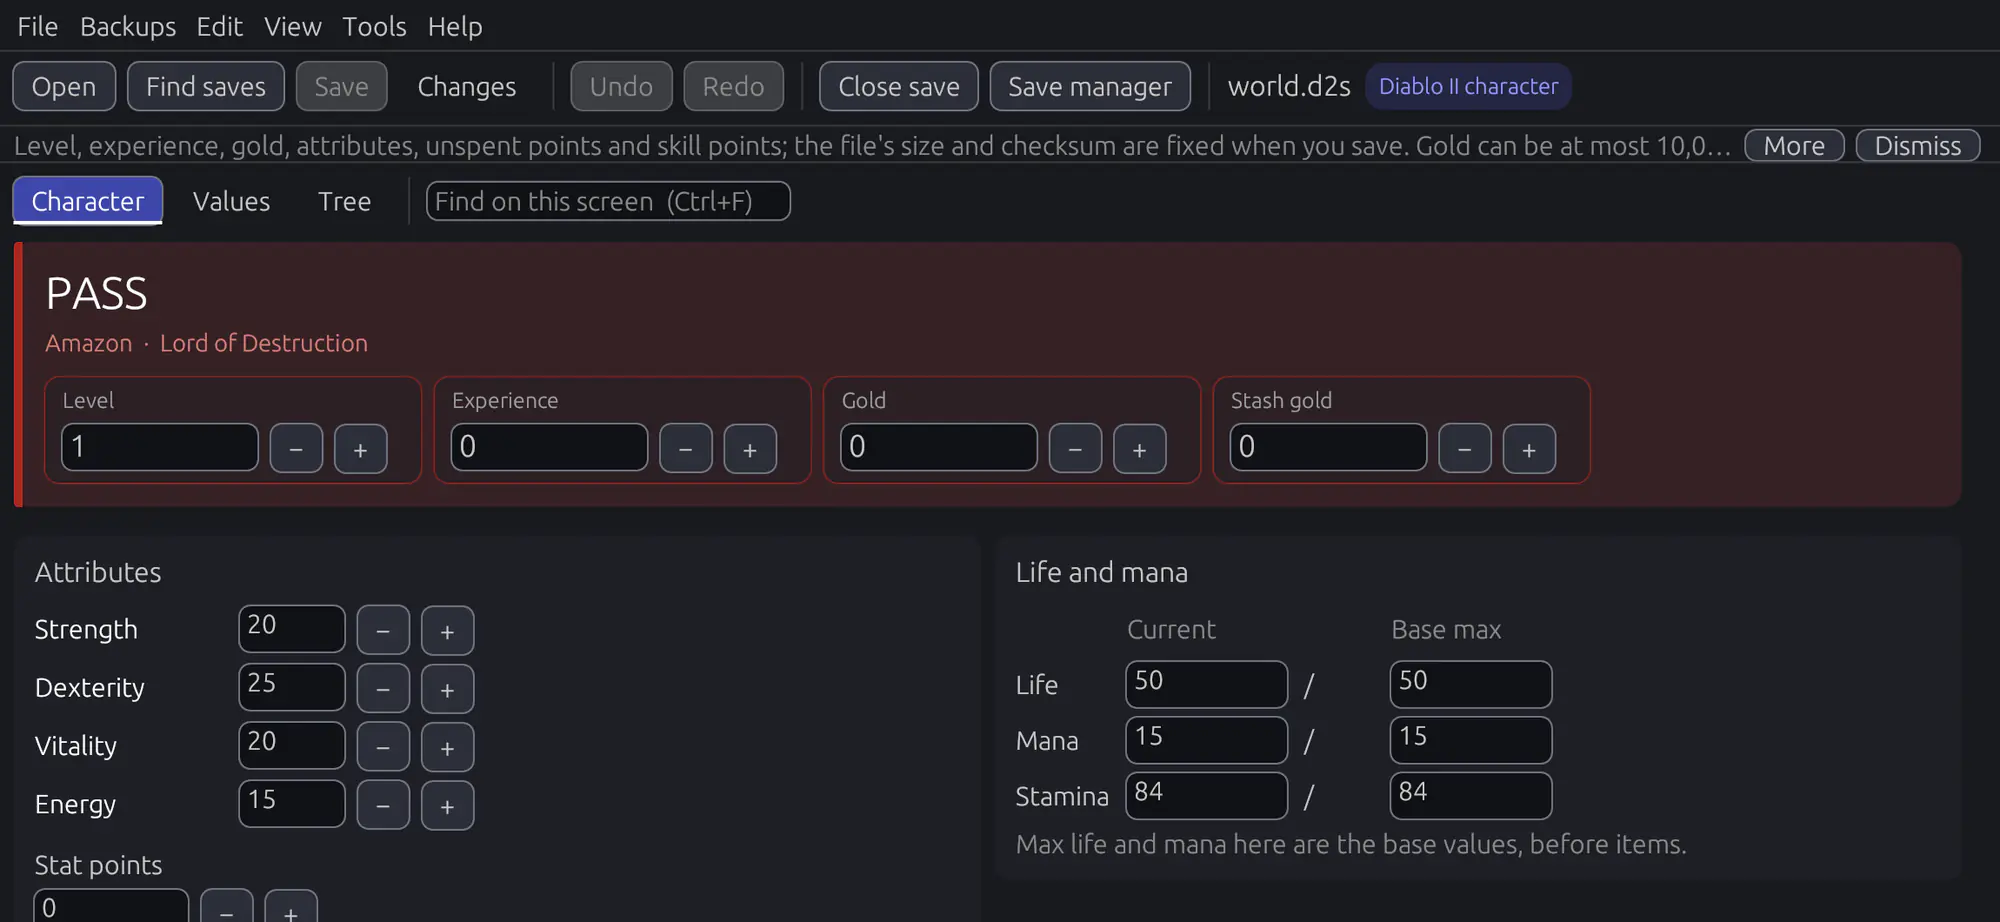 File Backups Edit View Tools Help
Open Find saves Save Changes Undo Redo Close save Save manager world.d2s Diablo II character
Level, experience, gold, attributes, unspent points and skill points; the file's size and checksum are fixed when you save. Gold can be at most 10,0... More Dismiss
Character Values Tree Find on this screen (Ctrl+F)
PASS
Amazon · Lord of Destruction
Level Experience Gold Stash gold
1 − + 0 − + 0 − + 0 − +
Attributes
Strength 20 − +
Dexterity 25 − +
Vitality 20 − +
Energy 15 − +
Stat points
0 − +
Life and mana
Current Base max
Life 50 / 50
Mana 15 / 15
Stamina 84 / 84
Max life and mana here are the base values, before items.